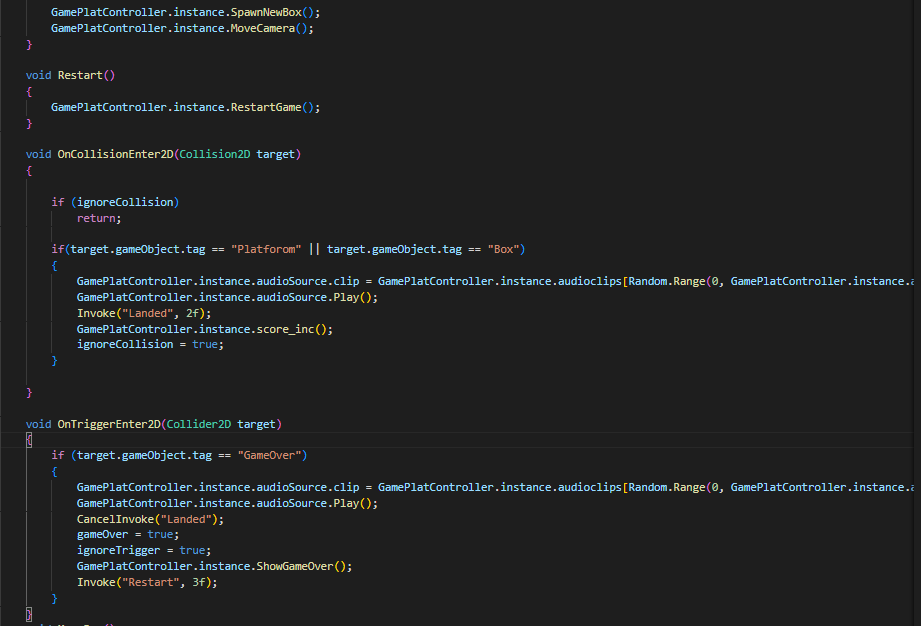 GamePlatController.instance.SpawnNewBox();
GamePlatController.instance.MoveCamera();
}
void Restart()
{
GamePlatController.instance.RestartGame();
}
void OnCollisionEnter2D(Collision2D target)
{
if (ignoreCollision)
return;
if(target.gameObject.tag == "Platforom" || target.gameObject.tag == "Box")
{
GamePlatController.instance.audioSource.clip = GamePlatController.instance.audioclips[Random.Range(0, GamePlatController.instance.a
GamePlatController.instance.audioSource.Play();
Invoke("Landed", 2f);
GamePlatController.instance.score_inc();
ignoreCollision = true;
}
}
void OnTriggerEnter2D(Collider2D target)
{
if (target.gameObject.tag == "GameOver")
{
GamePlatController.instance.audioSource.clip = GamePlatController.instance.audioclips[Random.Range(0, GamePlatController.instance.a
GamePlatController.instance.audioSource.Play();
CancelInvoke("Landed");
gameOver = true;
ignoreTrigger = true;
GamePlatController.instance.ShowGameOver();
Invoke("Restart", 3f);
}
}